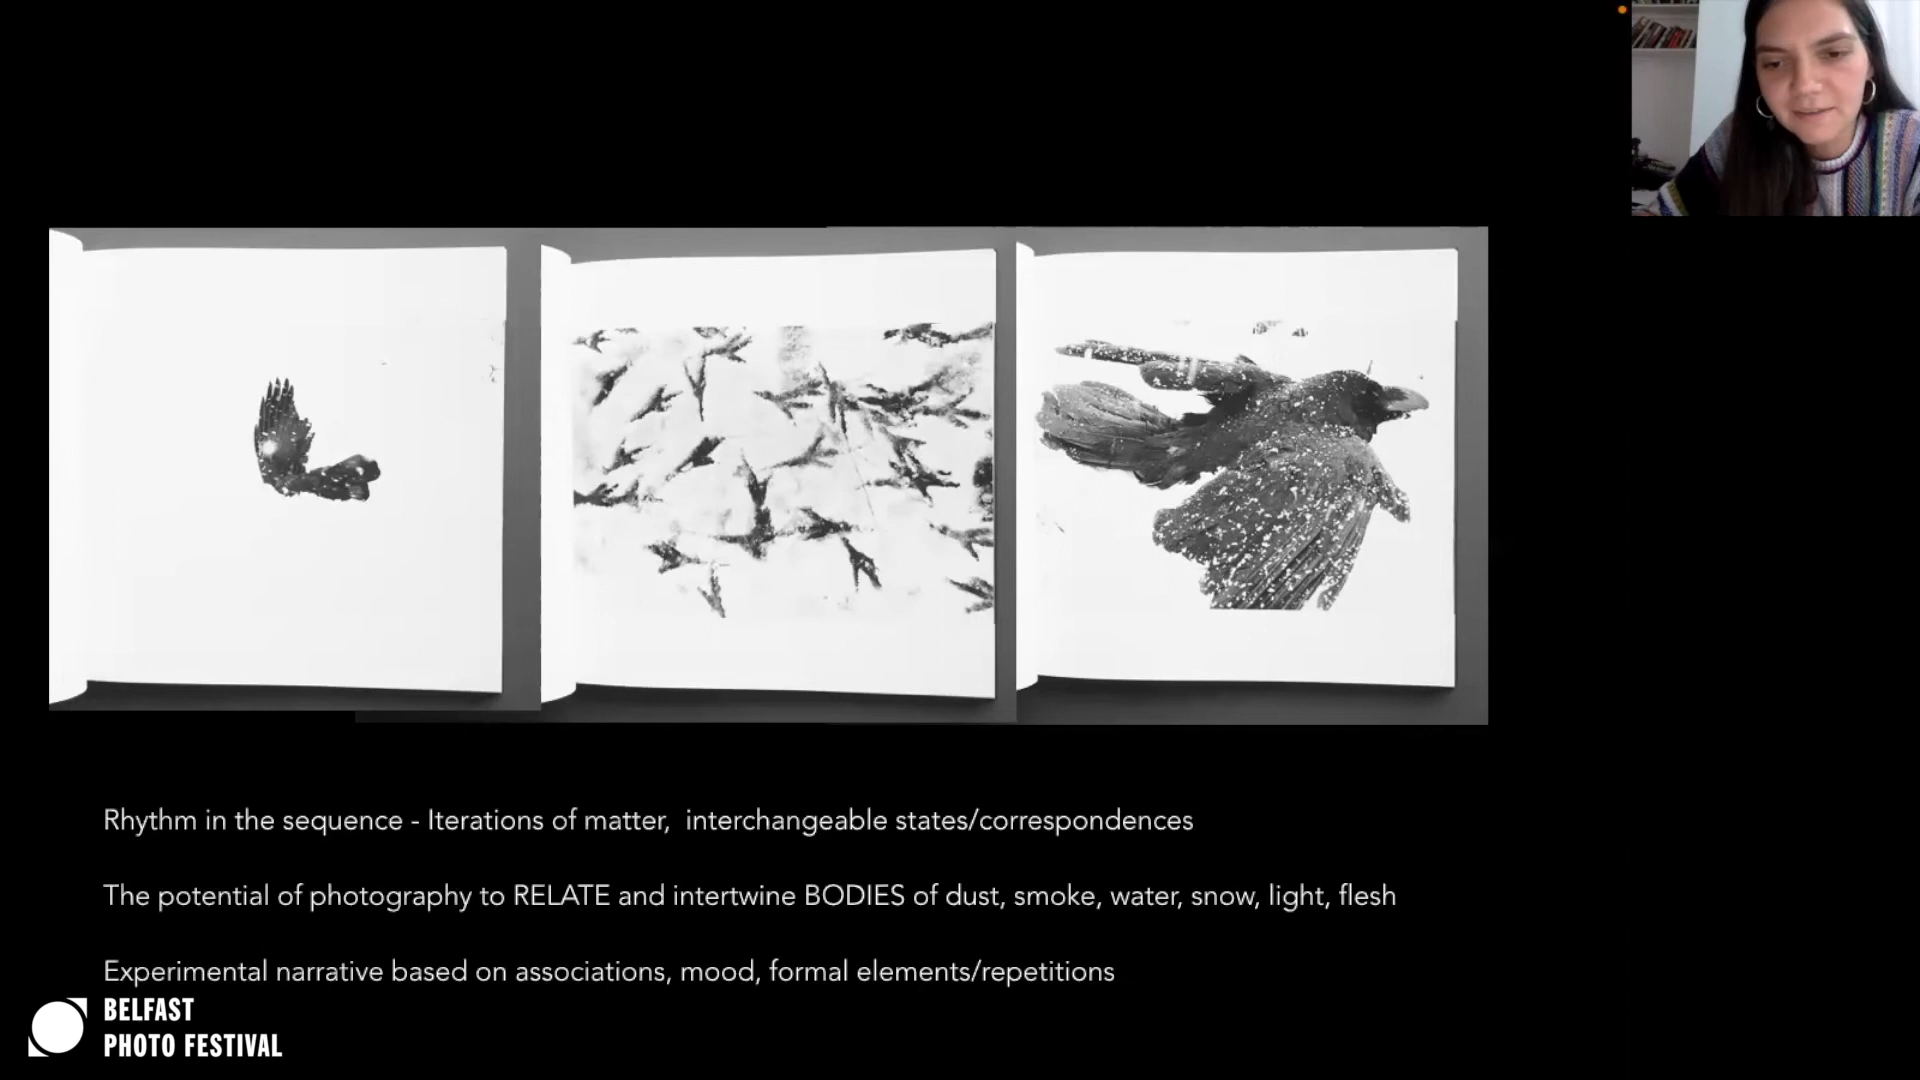 Rhythm in the sequence - Iterations of matter,  interchangeable states/correspondences
The potential of photography to RELATE and intertwine BODIES of dust, smoke, water, snow, light, flesh
Experimental narrative based on associations, mood, formal elements/repetitions
BELFAST
PHOTO FESTIVAL